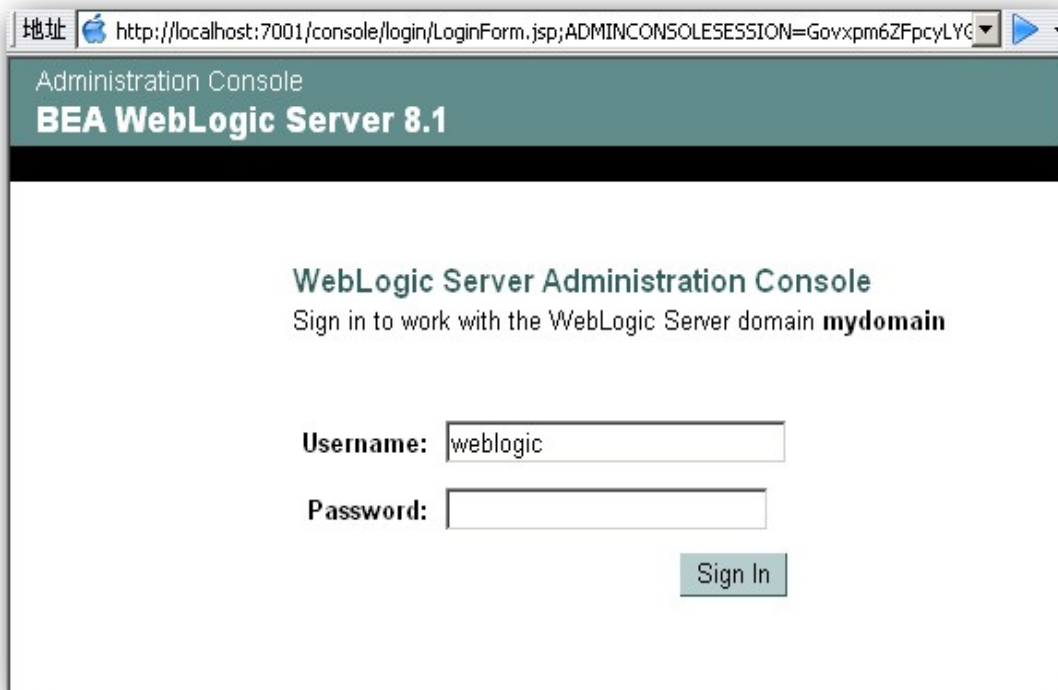 地址 http://localhost:7001/console/login/LoginForm.jsp;ADMINCONSOLESESSION=Govxpm6ZFpcyLYG
Administration Console
BEA WebLogic Server 8.1
WebLogic Server Administration Console
Sign in to work with the WebLogic Server domain mydomain
Username: weblogic
Password:
Sign In